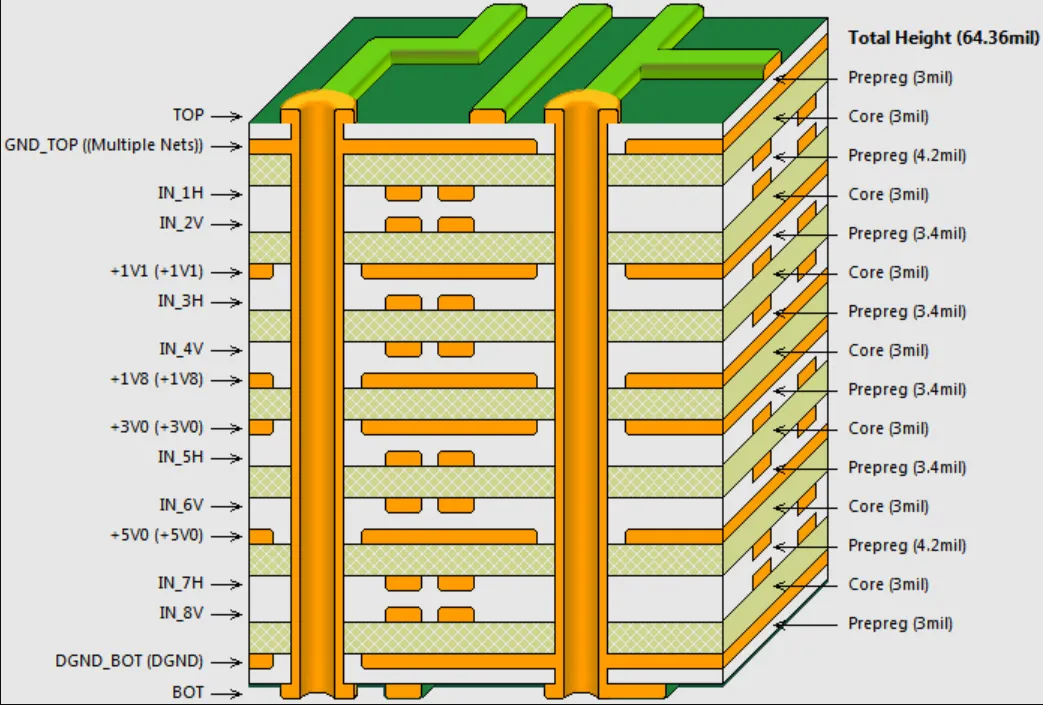 Total Height (64.36mil)
Prepreg (3mil)
TOP
Core (3mil)
GND_TOP ((Multiple Nets))
Prepreg (4.2mil)
IN_1H
Core (3mil)
IN_2V
Prepreg (3.4mil)
+1V1 (+1V1)
Core (3mil)
IN_3H
Prepreg (3.4mil)
IN_4V
Core (3mil)
+1V8 (+1V8)
Prepreg (3.4mil)
+3V0 (+3V0)
Core (3mil)
IN_5H
Prepreg (3.4mil)
IN_6V
Core (3mil)
+5V0 (+5V0)
Prepreg (4.2mil)
IN_7H
Core (3mil)
IN_8V
Prepreg (3mil)
DGND_BOT (DGND)
BOT